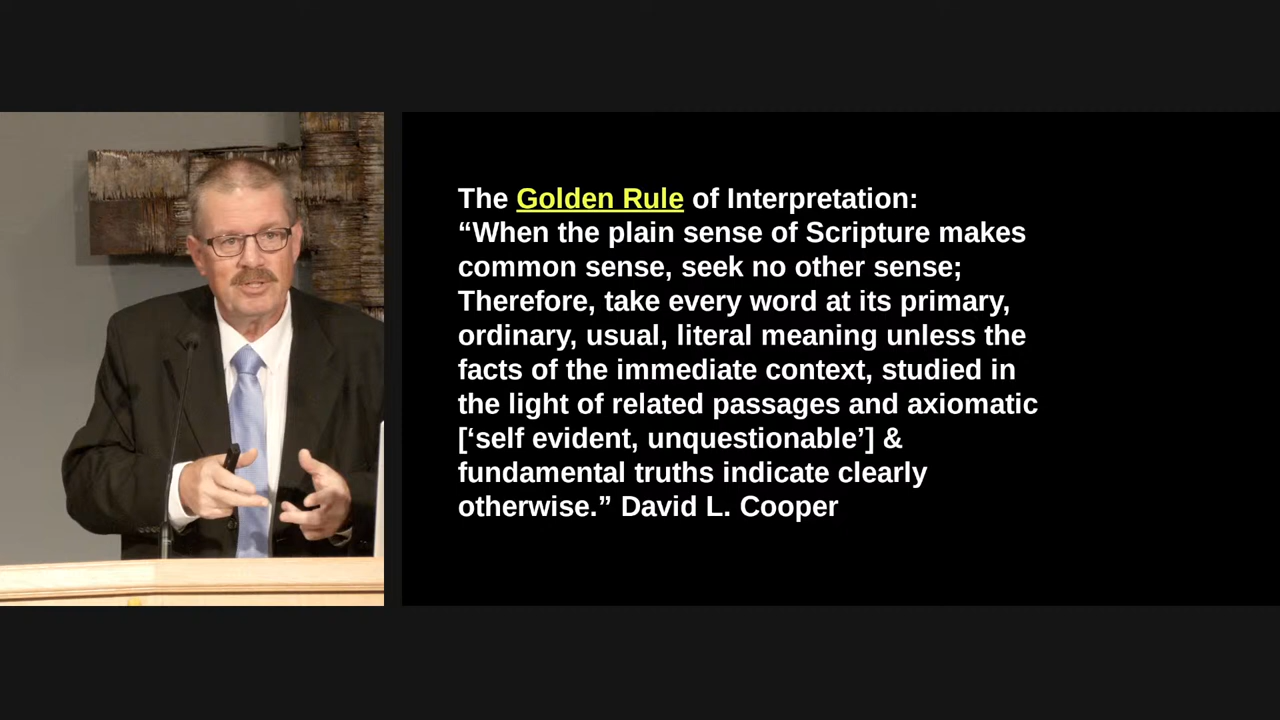 The Golden Rule of Interpretation:
“When the plain sense of Scripture makes
common sense, seek no other sense;
Therefore, take every word at its primary,
ordinary, usual, literal meaning unless the
facts of the immediate context, studied in
the light of related passages and axiomatic
[‘self evident, unquestionable’] &
fundamental truths indicate clearly
otherwise.” David L. Cooper